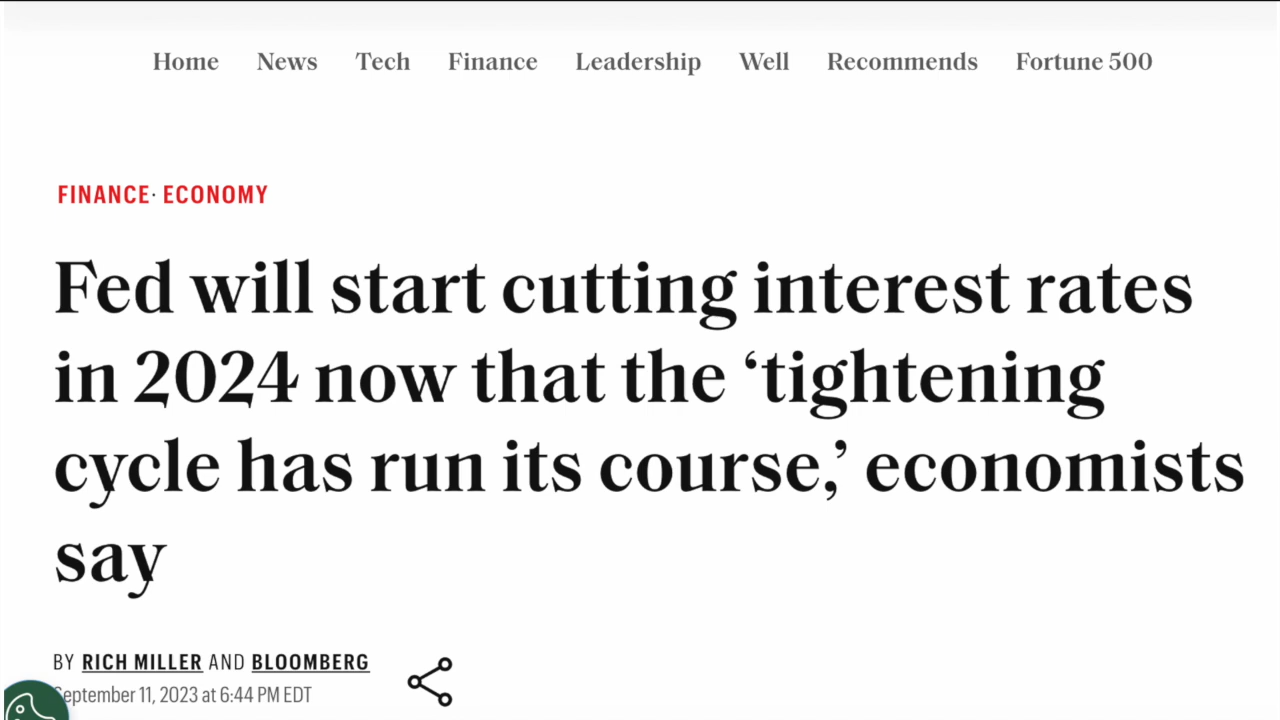 Home News Tech Finance Leadership Well Recommends Fortune 500
FINANCE· ECONOMY
Fed will start cutting interest rates
in 2024 now that the ‘tightening
cycle has run its course,’ economists
say
BY RICH MILLER AND BLOOMBERG
September 11, 2023 at 6:44 PM EDT